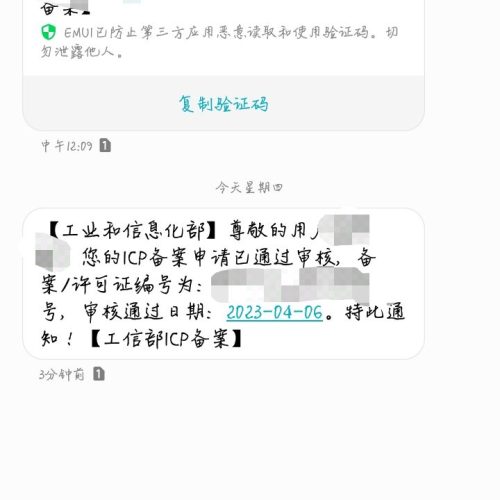 备案】
EMUI已防止第三方应用恶意读取和使用验证码。切
勿泄露他人。
复制验证码
中午12:09 1
今天星期四
【工业和信息化部】尊敬的用
您的ICP备案申请已通过审核，备
案/许可证编号为：
号，审核通过日期：2023-04-06。特此通
知！【工信部ICP备案】
3分钟前 1